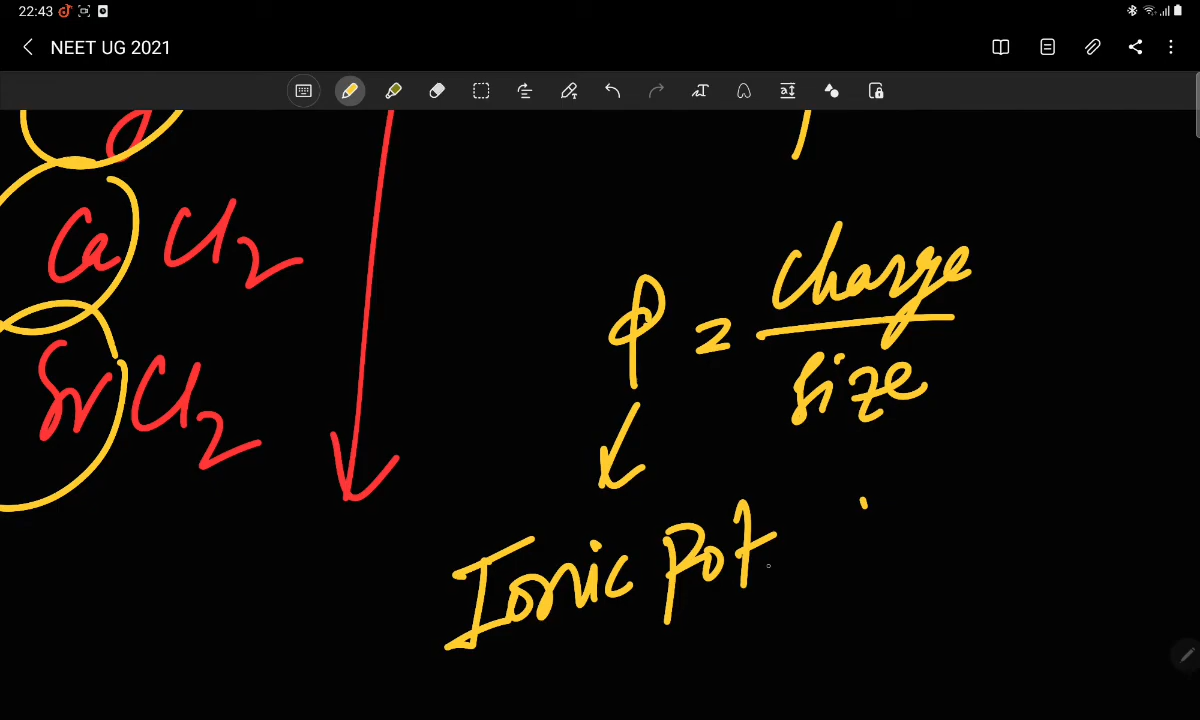 22:43
NEET UG 2021
Ca Cl2
Sr Cl2
φ = charge
size
Ionic Pot